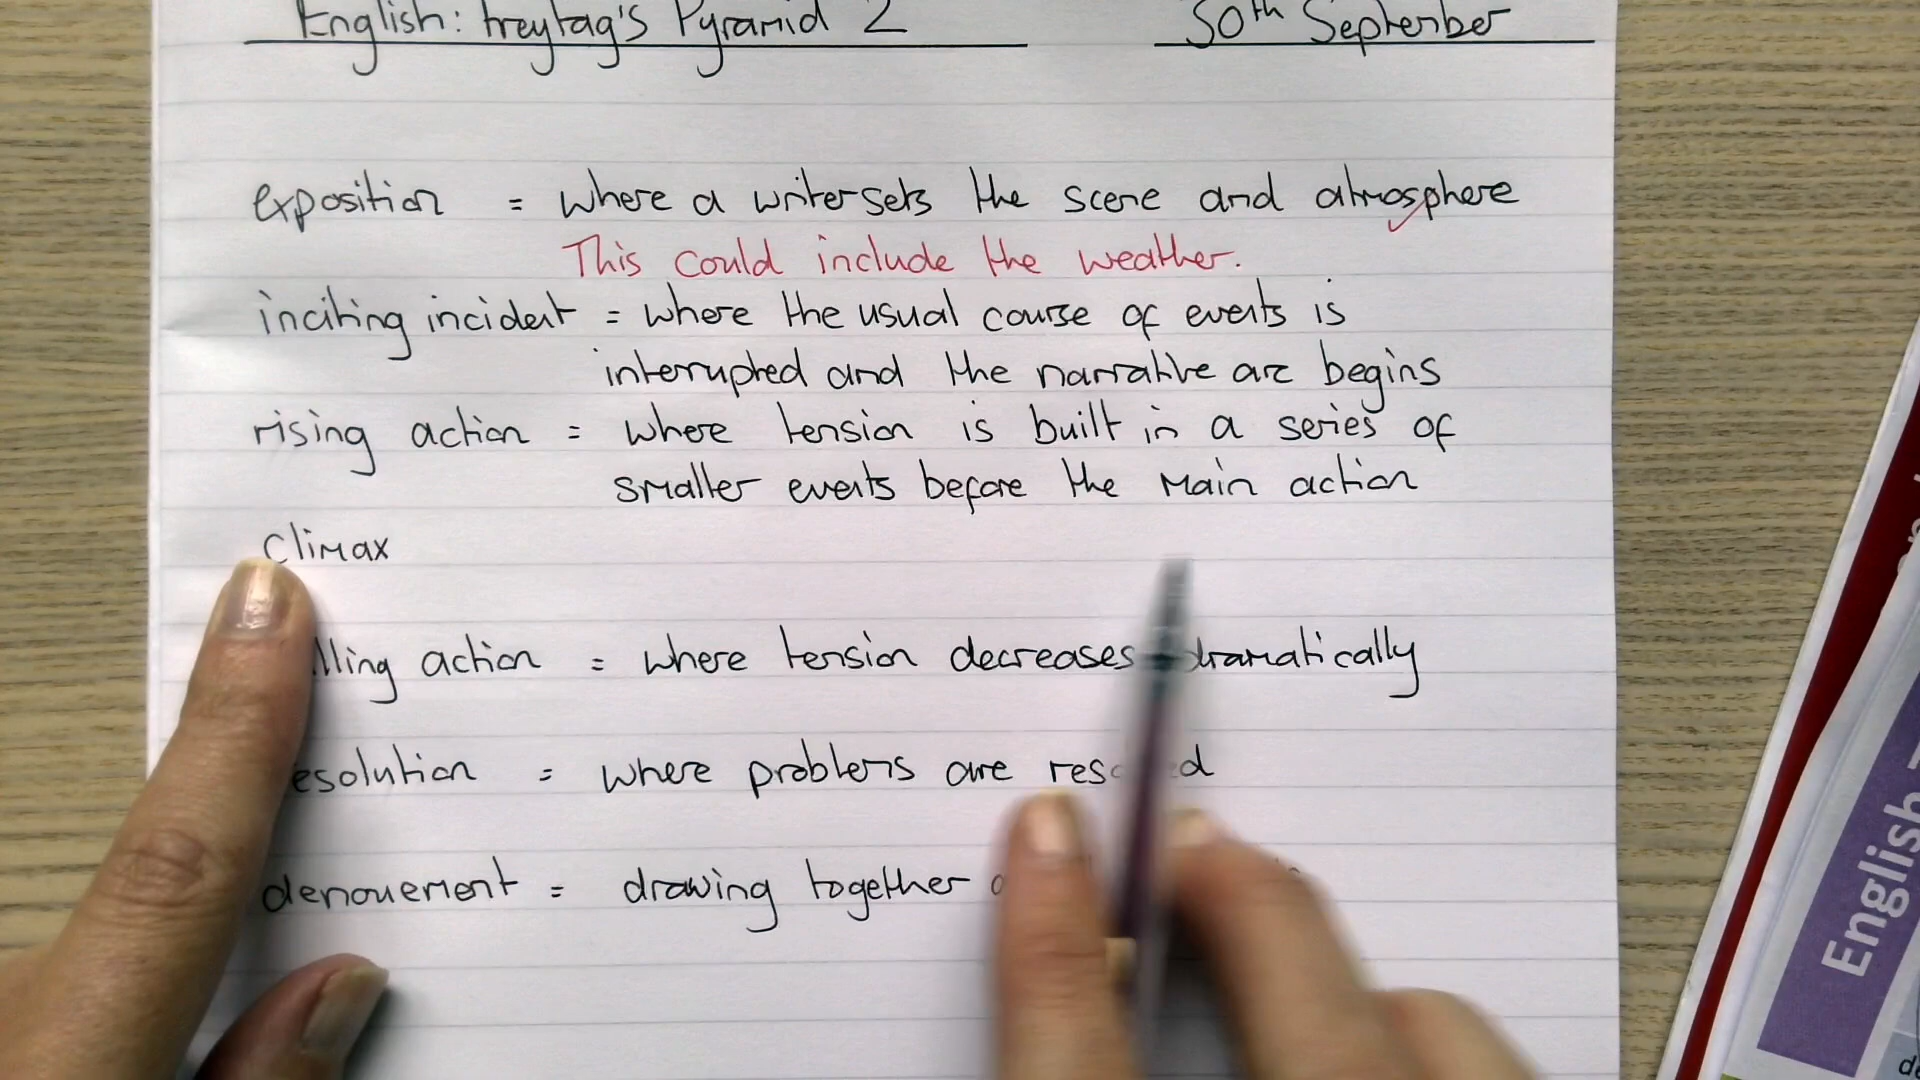 English: Freytag's Pyramid 2
30th September
exposition = where a writer sets the scene and atmosphere
This could include the weather.
inciting incident = where the usual course of events is
interrupted and the narrative arc begins
rising action = where tension is built in a series of
smaller events before the main action
climax
lling action = where tension decreases dramatically
esolution = where problems are
denouement = drawing together
English